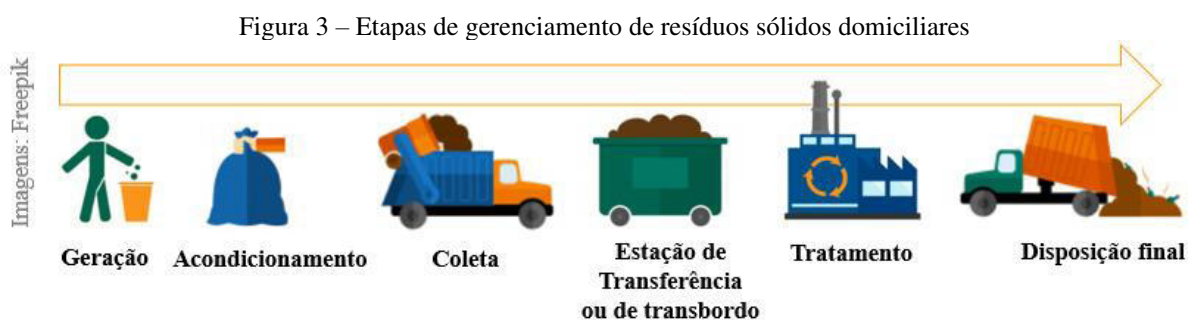 Figura 3 – Etapas de gerenciamento de resíduos sólidos domiciliares
Imagens: Freepik
Geração
Acondicionamento
Coleta
Estação de
Transferência
ou de transbordo
Tratamento
Disposição final